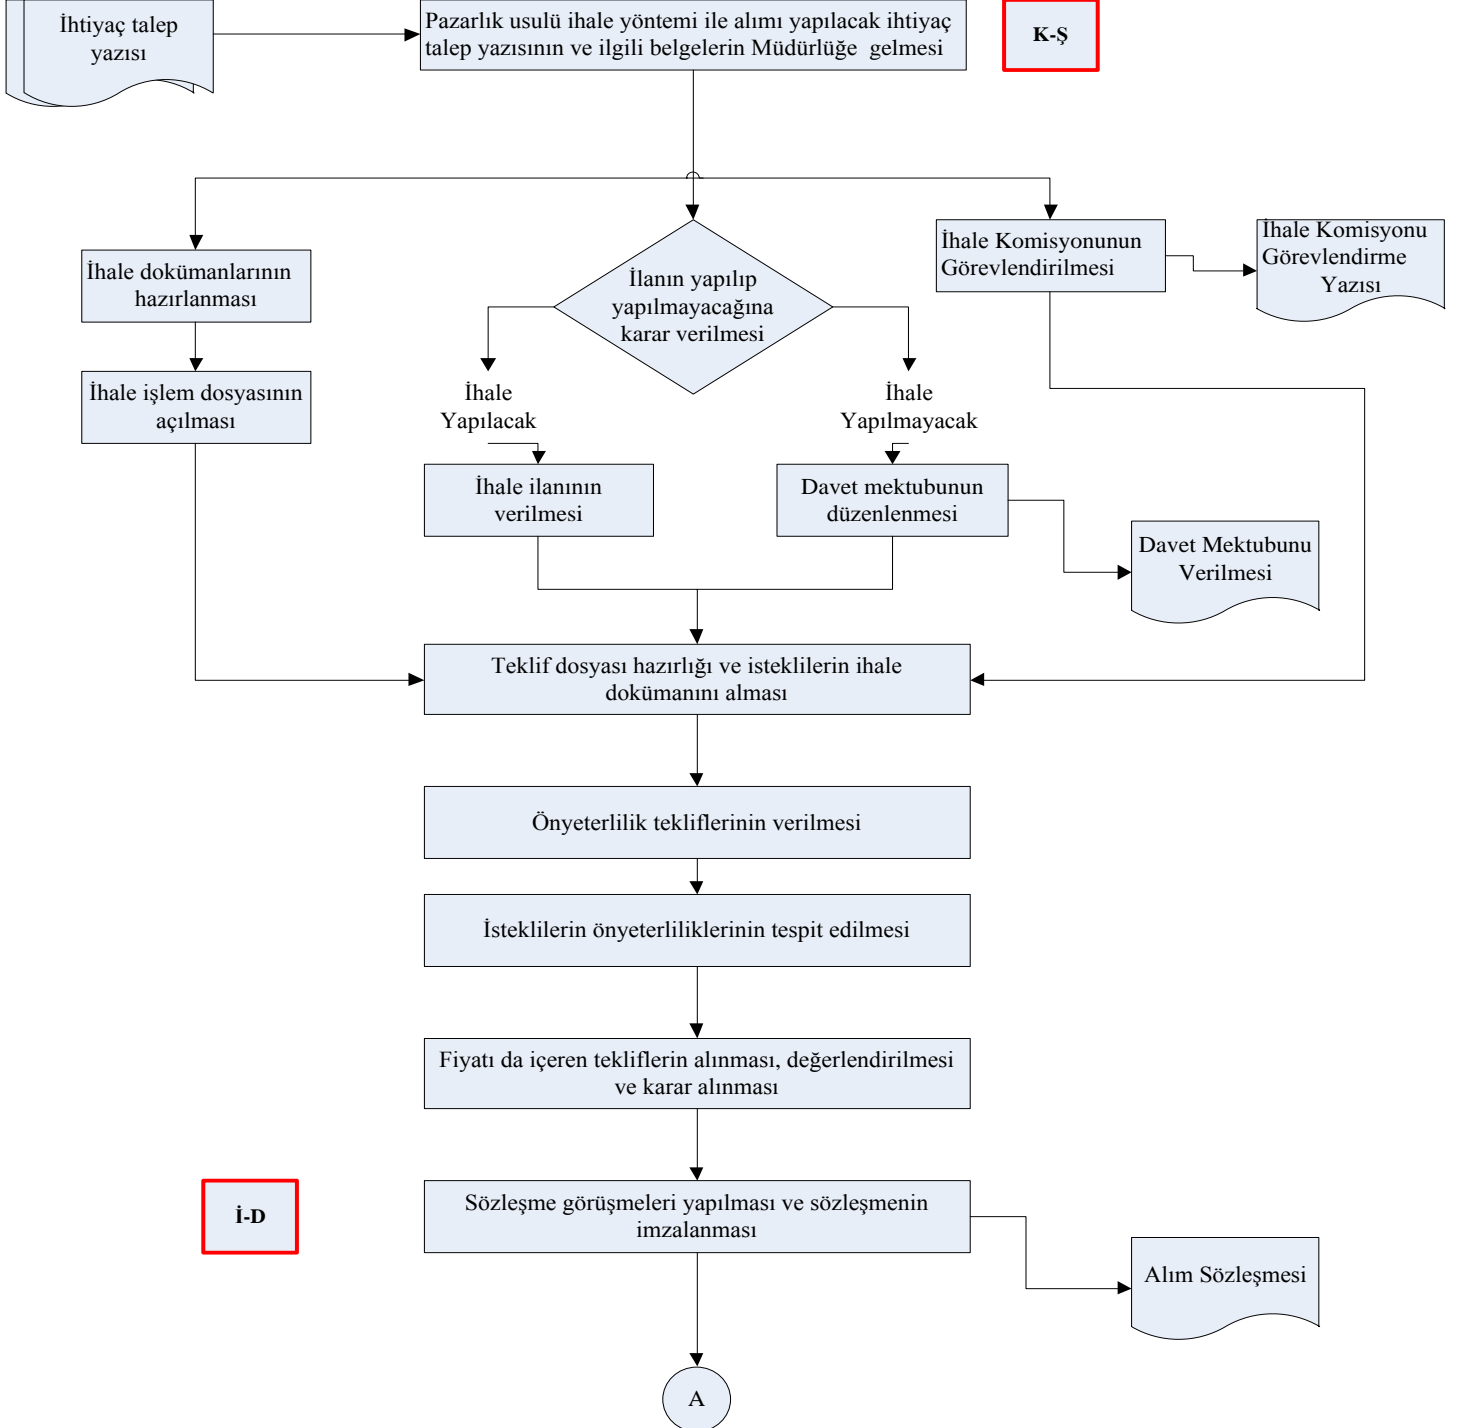 İhtiyaç talep
yazısı
Pazarlık usulü ihale yöntemi ile alımı yapılacak ihtiyaç
talep yazısının ve ilgili belgelerin Müdürlüğe gelmesi
K-Ş
İhale dokümanlarının
hazırlanması
İlanın yapılıp
yapılmayacağına
karar verilmesi
İhale Komisyonunun
Görevlendirilmesi
İhale Komisyonu
Görevlendirme
Yazısı
İhale işlem dosyasının
açılması
İhale
Yapılacak
İhale
Yapılmayacak
İhale ilanının
verilmesi
Davet mektubunun
düzenlenmesi
Davet Mektubunu
Verilmesi
Teklif dosyası hazırlığı ve isteklilerin ihale
dokümanını alması
Önyeterlilik tekliflerinin verilmesi
İsteklilerin önyeterliliklerinin tespit edilmesi
Fiyatı da içeren tekliflerin alınması, değerlendirilmesi
ve karar alınması
İ-D
Sözleşme görüşmeleri yapılması ve sözleşmenin
imzalanması
Alım Sözleşmesi
A